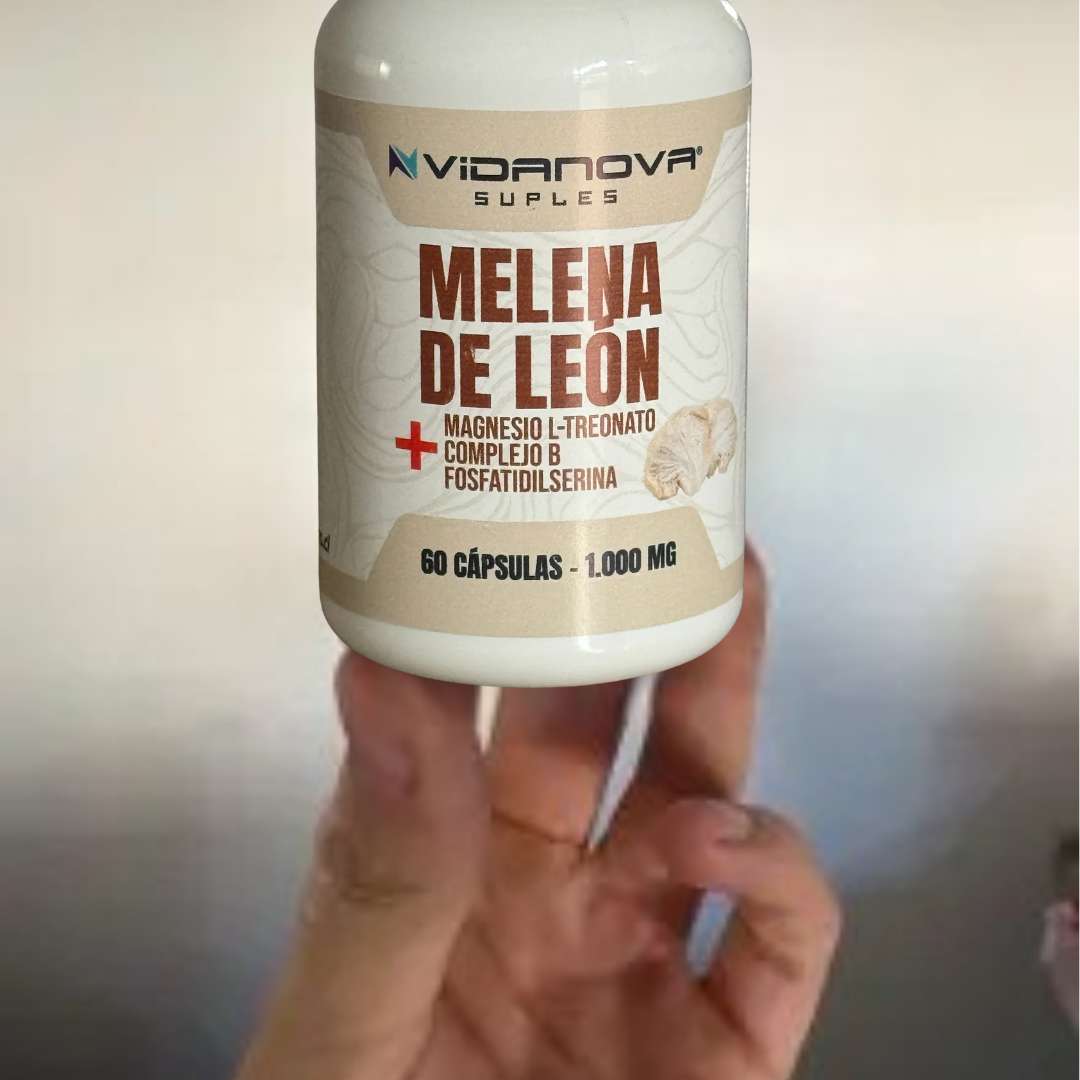 VIDANOVA®
SUPLES
MELENA
DE LEÓN
+ MAGNESIO L-TREONATO
COMPLEJO B
FOSFATIDILSERINA
60 CÁPSULAS - 1.000 MG